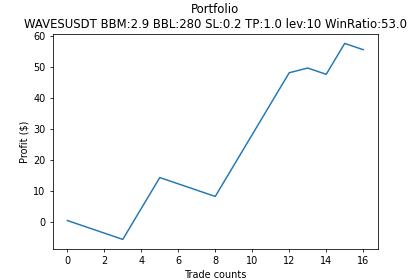 Portfolio
WAVESUSDT BBM:2.9 BBL:280 SL:0.2 TP:1.0 lev:10 WinRatio:53.0
60
50
40
30
20
10
0
Profit ($)
0 2 4 6 8 10 12 14 16
Trade counts